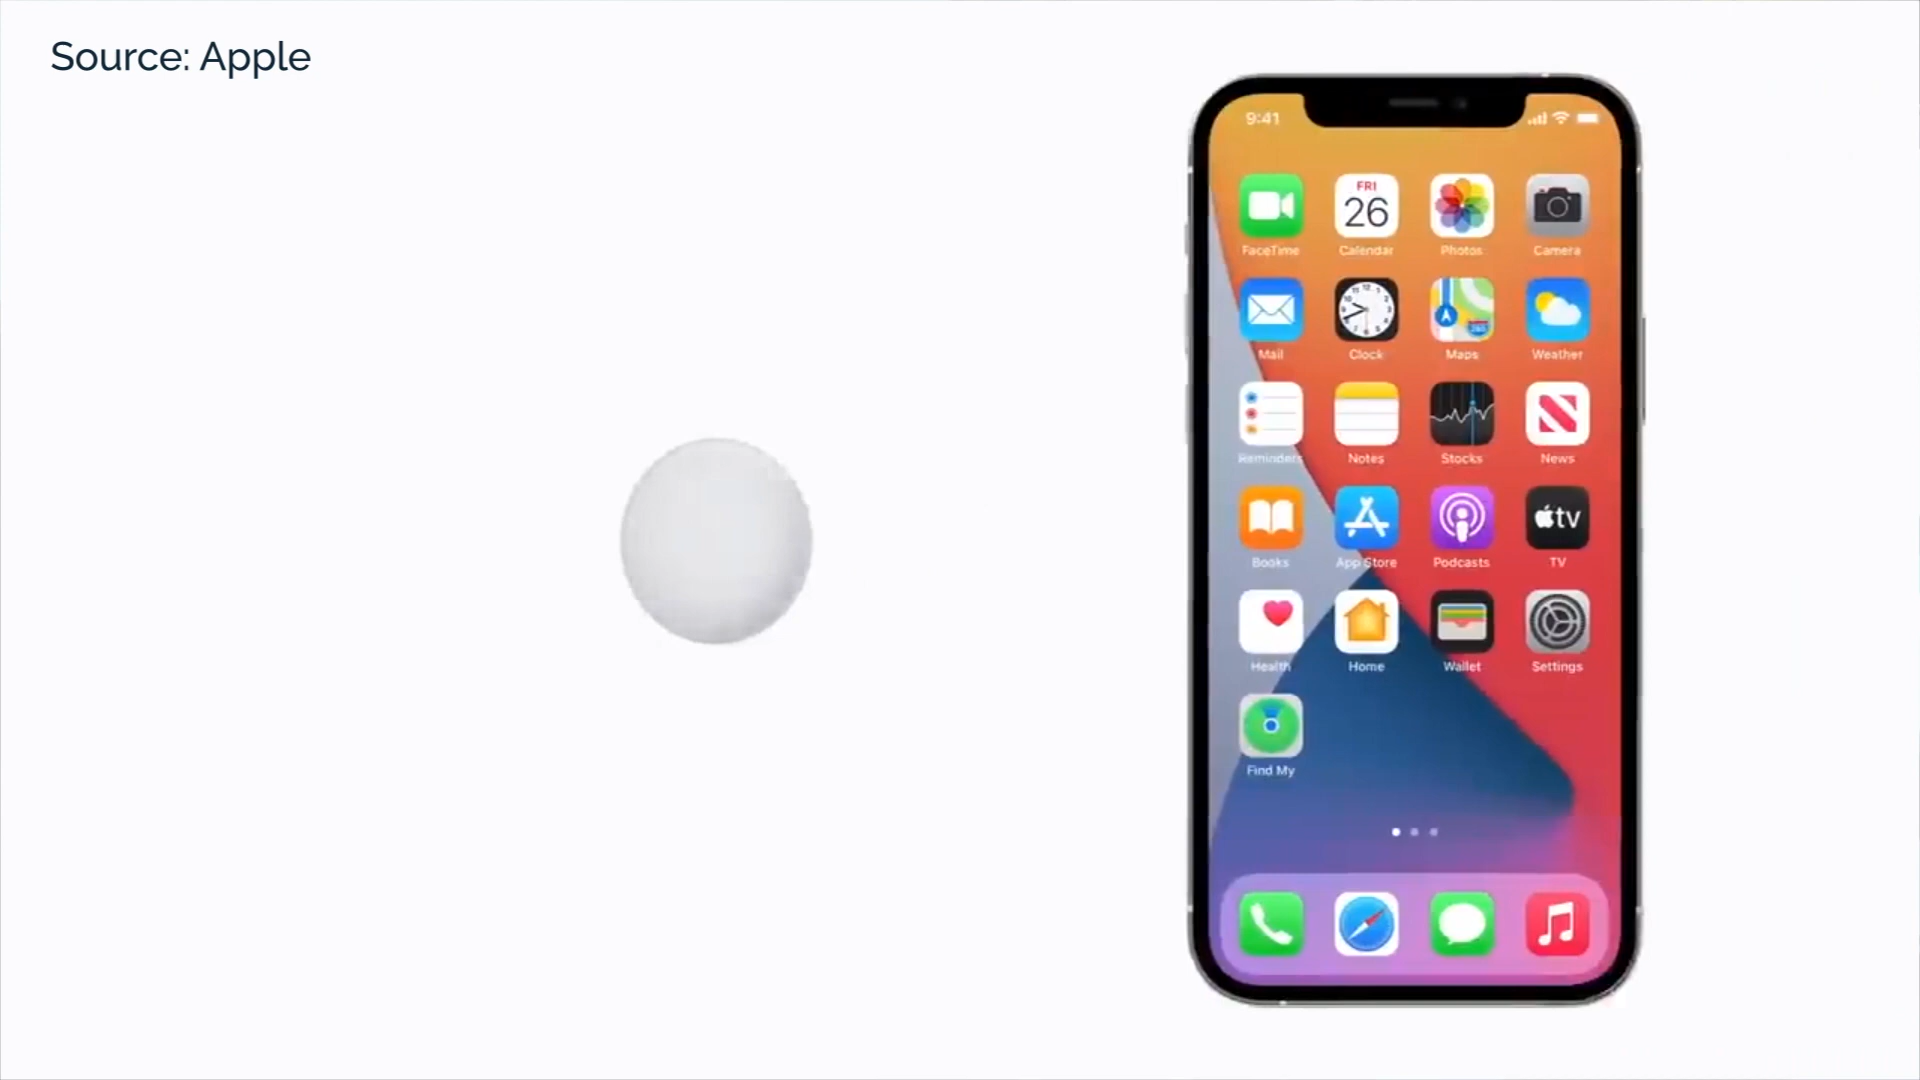 Source: Apple
9:41
FRI
26
FaceTime
Calendar
Photos
Camera
280
Mail
Clock
Maps
Weather
Reminders
Notes
Stocks
News
tv
Books
App Store
Podcasts
TV
Health
Home
Wallet
Settings
Find My